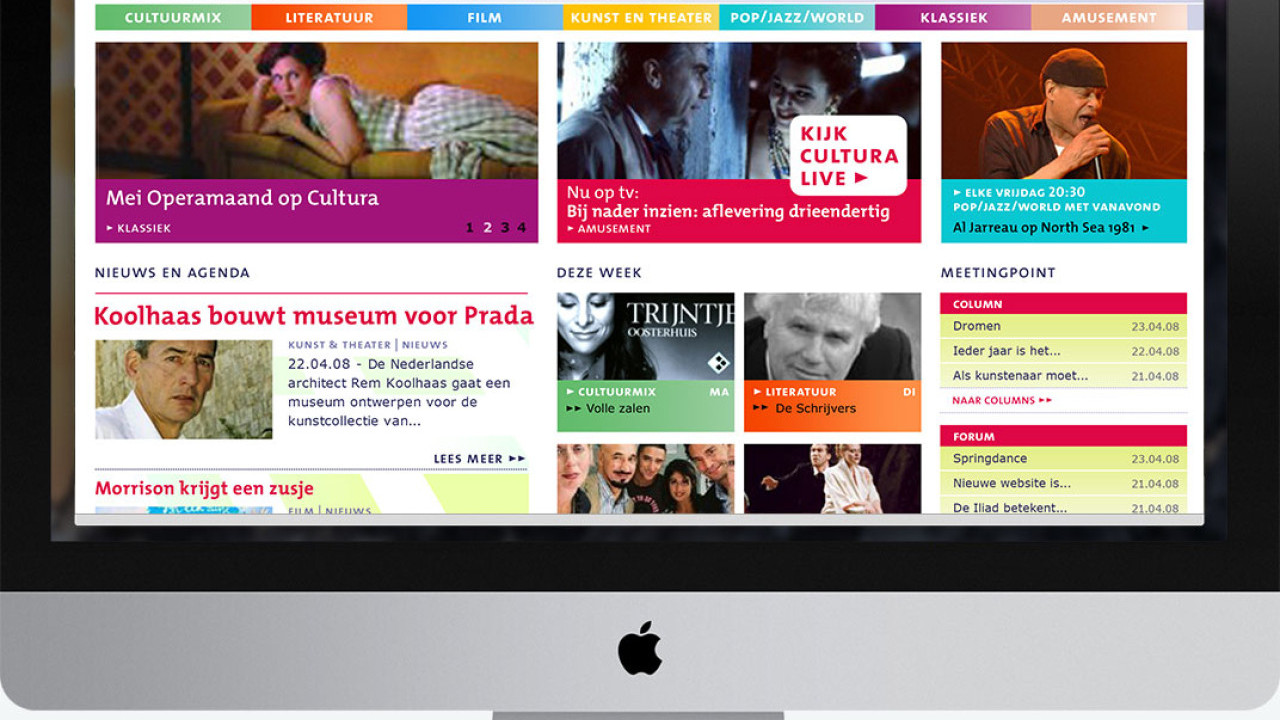 CULTUURMIX
LITERATUUR
FILM
KUNST EN THEATER
POP/JAZZ/WORLD
KLASSIEK
AMUSEMENT
Mei Operamaand op Cultura
KLASSIEK
1 2 3 4
KIJK
CULTURA
LIVE
Nu op tv:
Bij nader inzien: aflevering drieendertig
AMUSEMENT
ELKE VRIJDAG 20:30
POP/JAZZ/WORLD MET VANAVOND
Al Jarreau op North Sea 1981
NIEUWS EN AGENDA
Koolhaas bouwt museum voor Prada
KUNST & THEATER | NIEUWS
22.04.08 - De Nederlandse
architect Rem Koolhaas gaat een
museum ontwerpen voor de
kunstcollectie van...
LEES MEER
Morrison krijgt een zusje
FILM | NIEUWS
DEZE WEEK
TRIJNTJE
OOSTERHUIS
CULTUURMIX MA
Volle zalen
LITERATUUR DI
De Schrijvers
MEETINGPOINT
COLUMN
Dromen 23.04.08
Ieder jaar is het... 22.04.08
Als kunstenaar moet... 21.04.08
NAAR COLUMNS
FORUM
Springdance 23.04.08
Nieuwe website is... 21.04.08
De Iliad betekent... 21.04.08